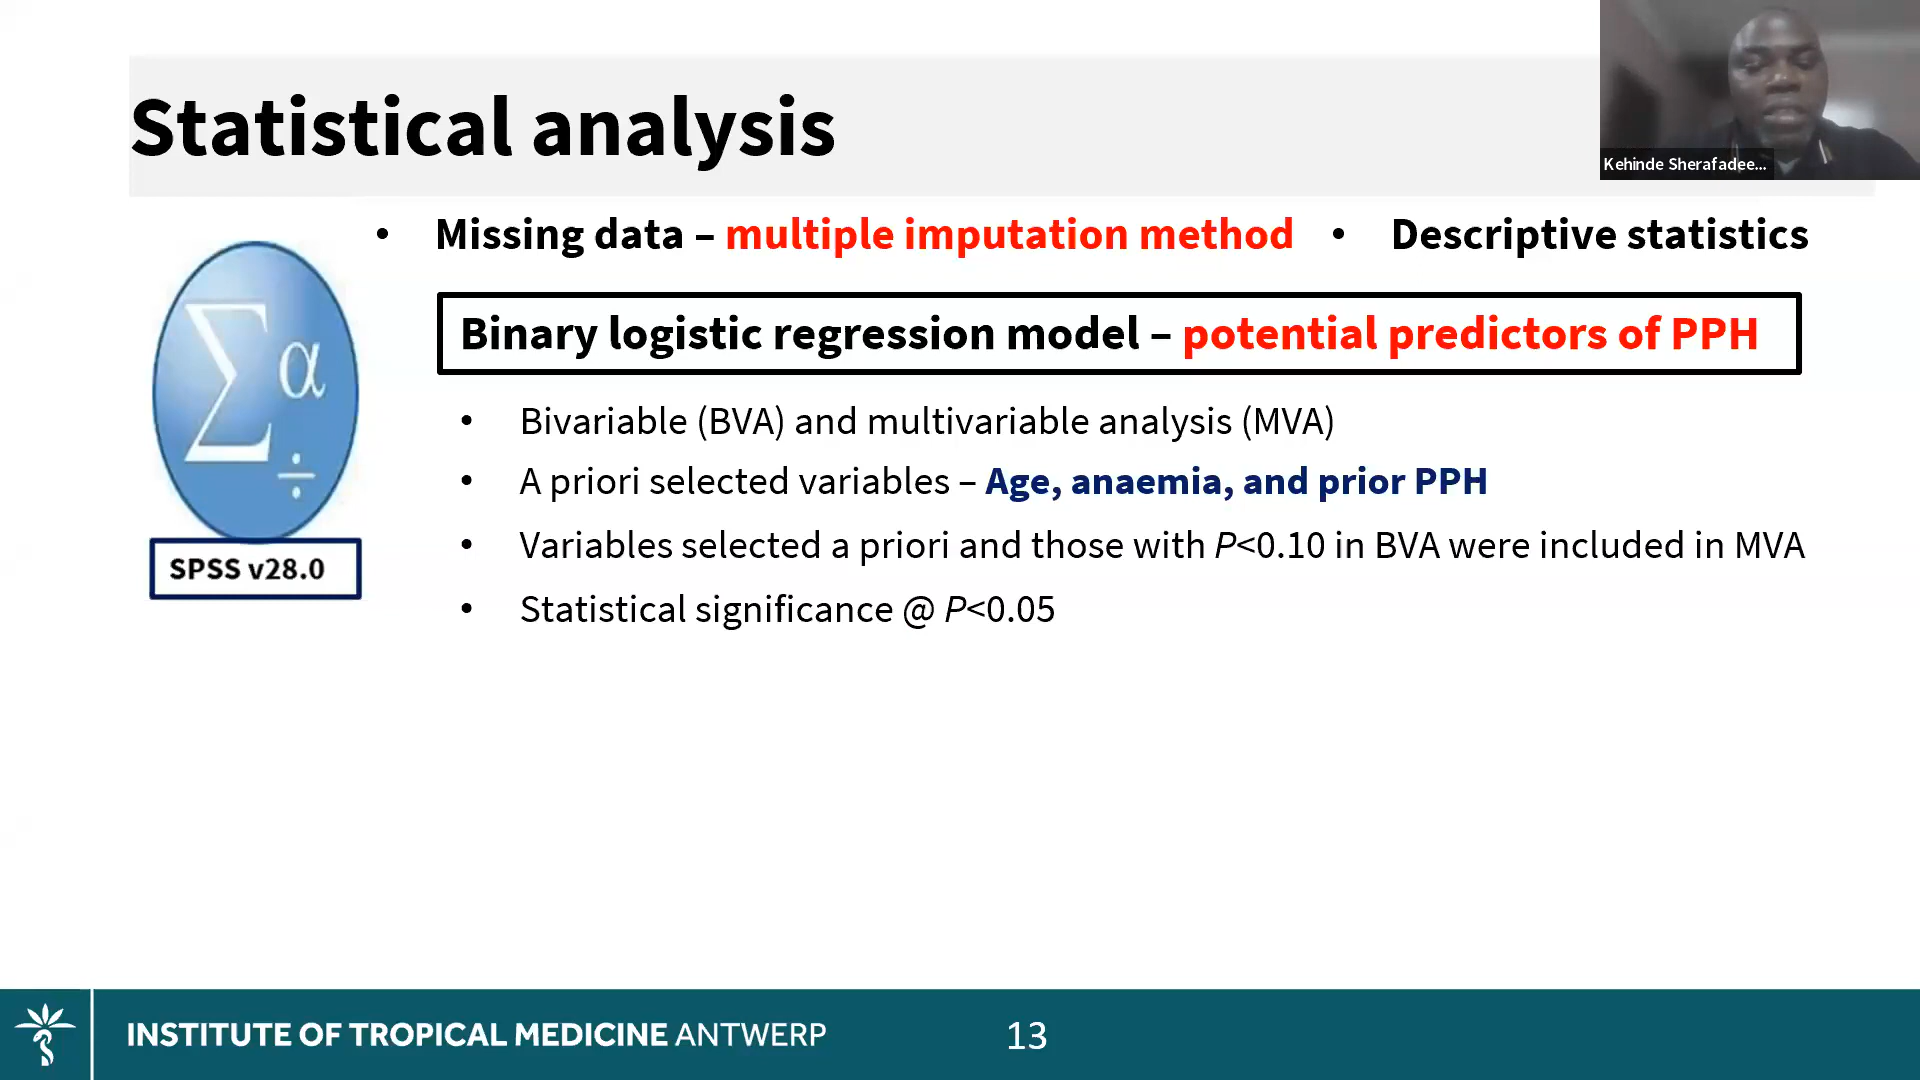 Statistical analysis
Kehinde Sherafadee...
• Missing data – multiple imputation method • Descriptive statistics
Binary logistic regression model – potential predictors of PPH
• Bivariable (BVA) and multivariable analysis (MVA)
• A priori selected variables – Age, anaemia, and prior PPH
• Variables selected a priori and those with P<0.10 in BVA were included in MVA
• Statistical significance @ P<0.05
Σ α ÷
SPSS v28.0
INSTITUTE OF TROPICAL MEDICINE ANTWERP
13